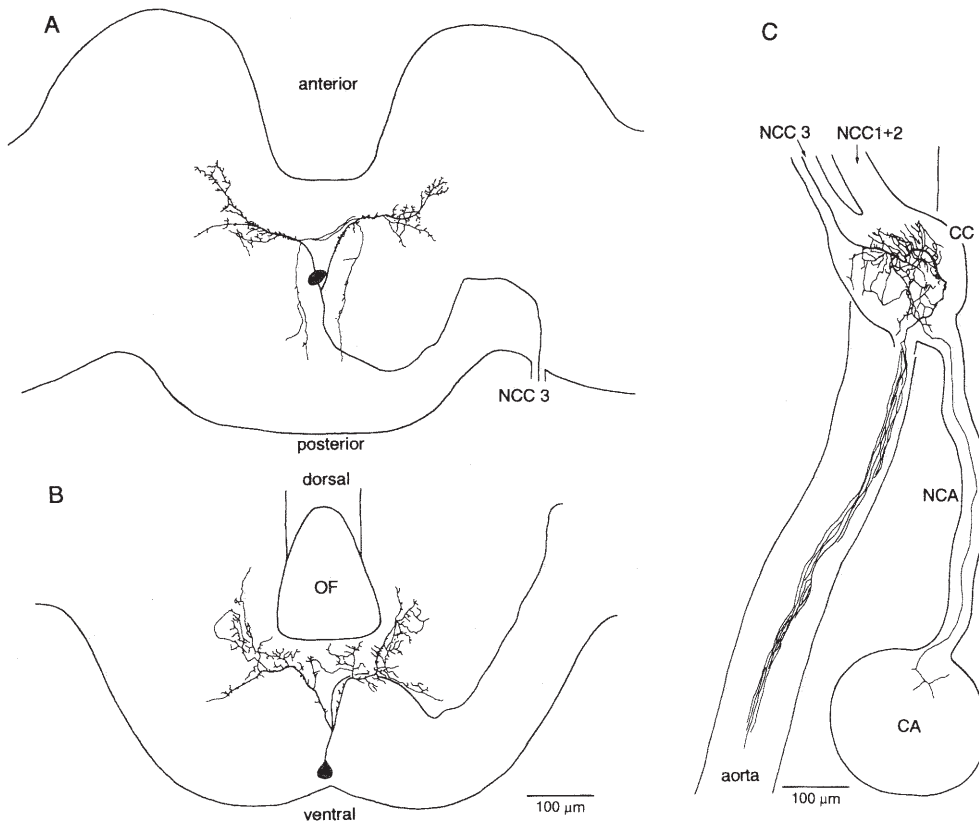 A
anterior
NCC 3
posterior
B
dorsal
OF
ventral
100 µm
C
NCC 3
NCC1+2
CC
NCA
CA
aorta
100 µm